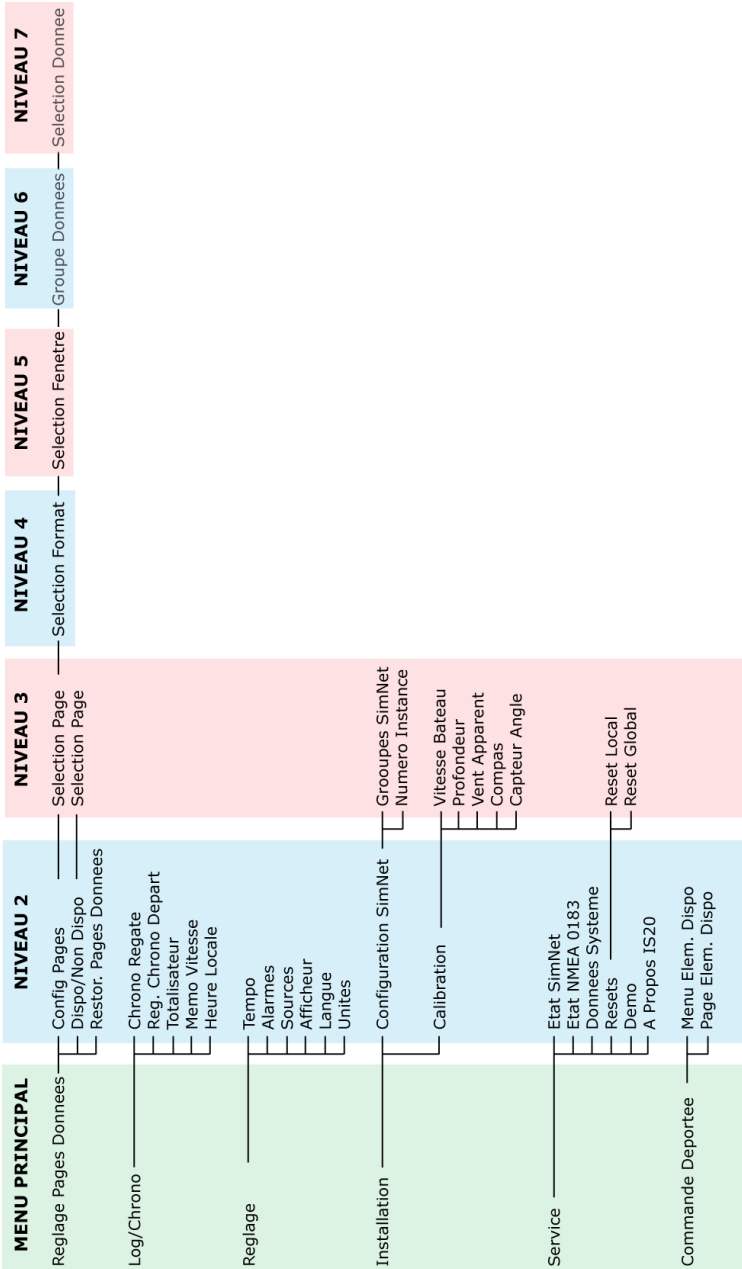 MENU PRINCIPAL
NIVEAU 2
NIVEAU 3
NIVEAU 4
NIVEAU 5
NIVEAU 6
NIVEAU 7
Reglage Pages Donnees
Config Pages
Selection Page
Selection Format
Selection Fenetre
Groupe Donnees
Selection Donnee
Dispo/Non Dispo
Selection Page
Restor. Pages Donnees
Log/Chrono
Chrono Regate
Reg. Chrono Depart
Totalisateur
Memo Vitesse
Heure Locale
Reglage
Tempo
Alarmes
Sources
Afficheur
Langue
Unites
Installation
Configuration SimNet
Grooupes SimNet
Numero Instance
Calibration
Vitesse Bateau
Profondeur
Vent Apparent
Compas
Capteur Angle
Service
Etat SimNet
Etat NMEA 0183
Donnees Systeme
Resets
Reset Local
Reset Global
Demo
A Propos IS20
Commande Deportee
Menu Elem. Dispo
Page Elem. Dispo